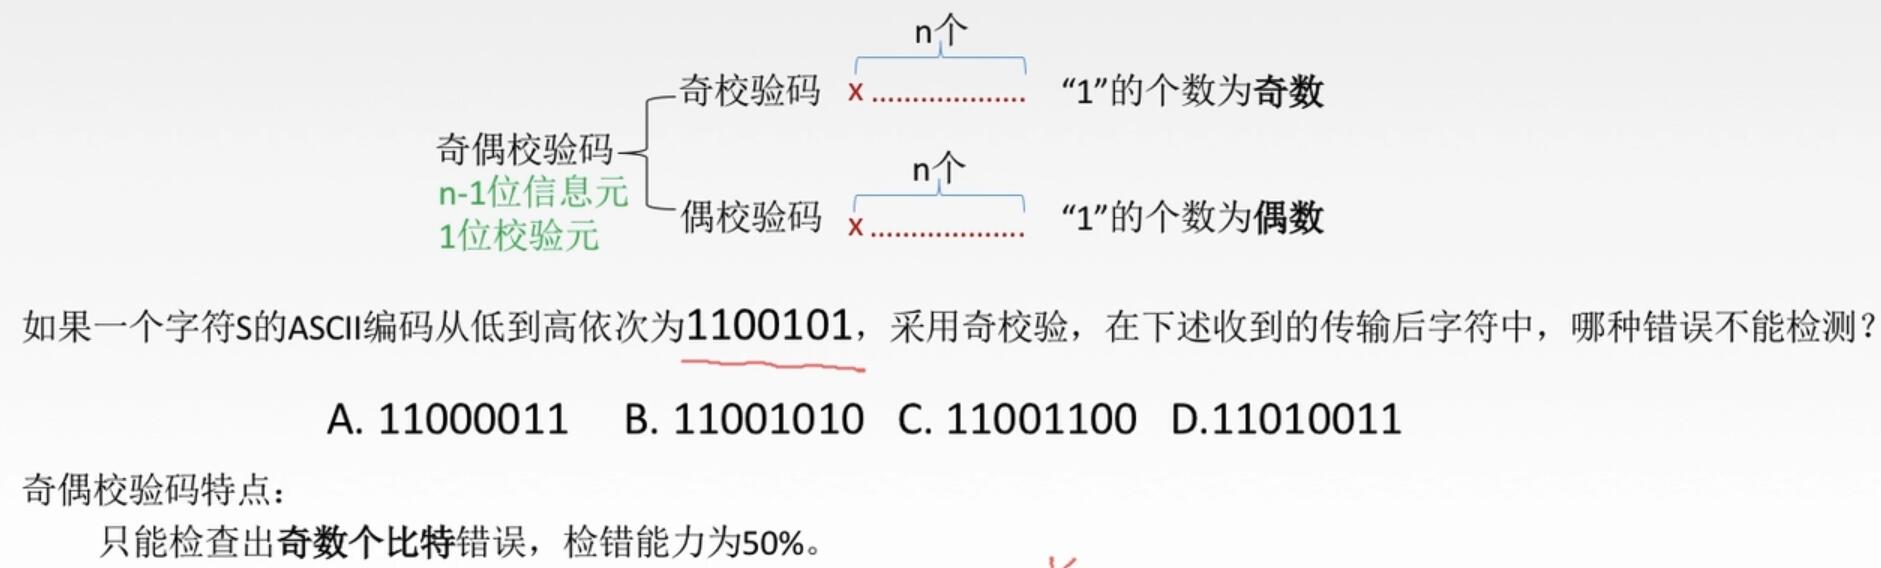 n个
奇校验码 x ................... “1”的个数为奇数
奇偶校验码
n-1位信息元
1位校验元
n个
偶校验码 x ................... “1”的个数为偶数
如果一个字符S的ASCII编码从低到高依次为1100101，采用奇校验，在下述收到的传输后字符中，哪种错误不能检测？
A. 11000011 B. 11001010 C. 11001100 D.11010011
奇偶校验码特点：
只能检查出奇数个比特错误，检错能力为50%。